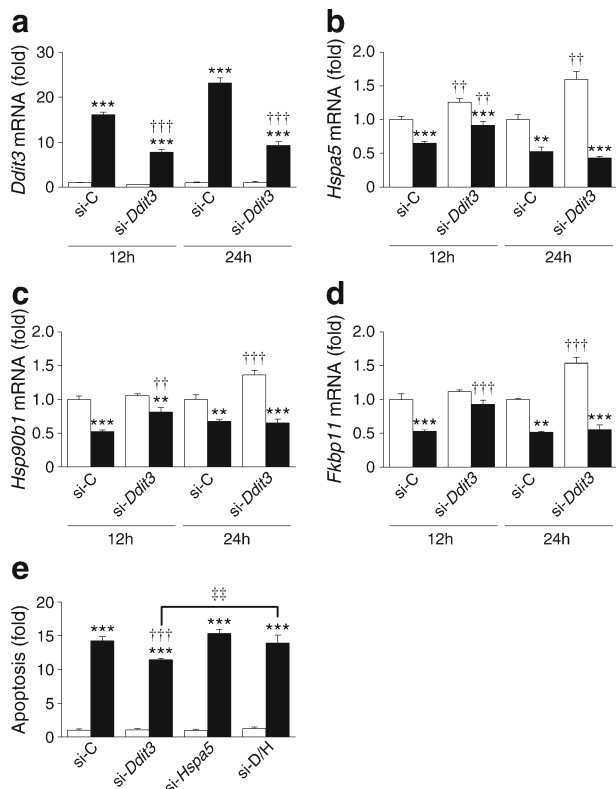 a
Ddit3 mRNA (fold)
30
20
10
0
***
†††
***
***
†††
***
si-C
si-Ddit3
si-C
si-Ddit3
12h
24h
b
Hspa5 mRNA (fold)
2.0
1.5
1.0
0.5
0
***
††
††
***
**
††
***
si-C
si-Ddit3
si-C
si-Ddit3
12h
24h
c
Hsp90b1 mRNA (fold)
2.0
1.5
1.0
0.5
0
***
††
**
**
†††
***
si-C
si-Ddit3
si-C
si-Ddit3
12h
24h
d
Fkbp11 mRNA (fold)
2.0
1.5
1.0
0.5
0
***
†††
**
†††
***
si-C
si-Ddit3
si-C
si-Ddit3
12h
24h
e
Apoptosis (fold)
20
15
10
5
0
‡‡
***
†††
***
***
***
si-C
si-Ddit3
si-Hspa5
si-D/H